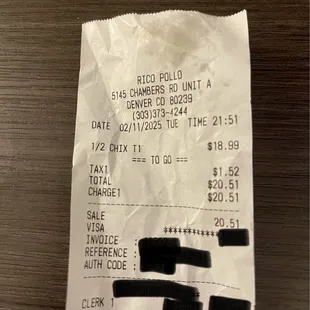 RICO POLLO
5145 CHAMBERS RD UNIT A
DENVER CO 80239
(303)373-4244
DATE 02/11/2025 TUE TIME 21:51
1/2 CHIX T1 $18.99
=== TO GO ===
TAX1 $1.52
TOTAL $20.51
CHARGE1 $20.51
SALE 20.51
VISA ************
INVOICE :
REFERENCE :
AUTH CODE :
CLERK 1